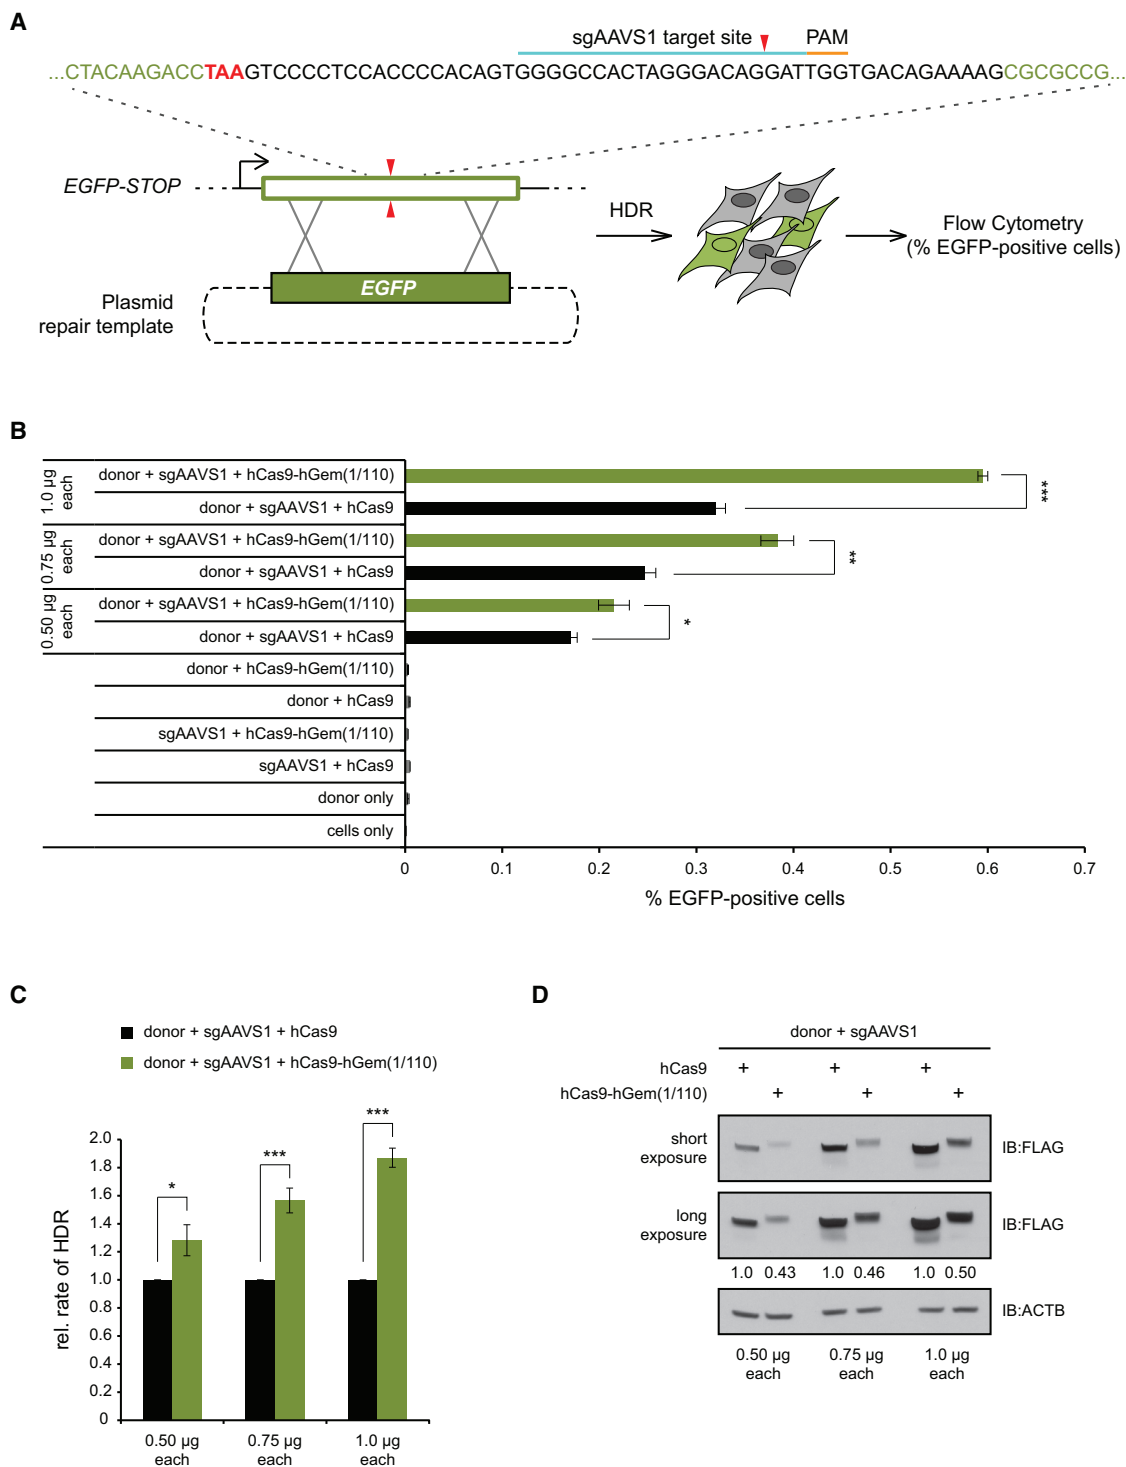 A
sgAAVS1 target site
PAM
...CTACAAGACCTAAGTCCCCTCCACCCCACAGTGGGGCCACTAGGGACAGGATTGGTGACAGAAAAGCGCGCCG...
EGFP-STOP
HDR
Flow Cytometry
(% EGFP-positive cells)
EGFP
Plasmid
repair template
B
1.0 µg
each
donor + sgAAVS1 + hCas9-hGem(1/110)
***
donor + sgAAVS1 + hCas9
0.75 µg
each
donor + sgAAVS1 + hCas9-hGem(1/110)
**
donor + sgAAVS1 + hCas9
0.50 µg
each
donor + sgAAVS1 + hCas9-hGem(1/110)
*
donor + sgAAVS1 + hCas9
donor + hCas9-hGem(1/110)
donor + hCas9
sgAAVS1 + hCas9-hGem(1/110)
sgAAVS1 + hCas9
donor only
cells only
0 0.1 0.2 0.3 0.4 0.5 0.6 0.7
% EGFP-positive cells
C
donor + sgAAVS1 + hCas9
donor + sgAAVS1 + hCas9-hGem(1/110)
rel. rate of HDR
2.0
1.8
1.6
1.4
1.2
1.0
0.8
0.6
0.4
0.2
0
*
***
***
0.50 µg
each
0.75 µg
each
1.0 µg
each
D
donor + sgAAVS1
hCas9 + + +
hCas9-hGem(1/110) + + +
short
exposure
IB:FLAG
long
exposure
IB:FLAG
1.0 0.43 1.0 0.46 1.0 0.50
IB:ACTB
0.50 µg
each
0.75 µg
each
1.0 µg
each